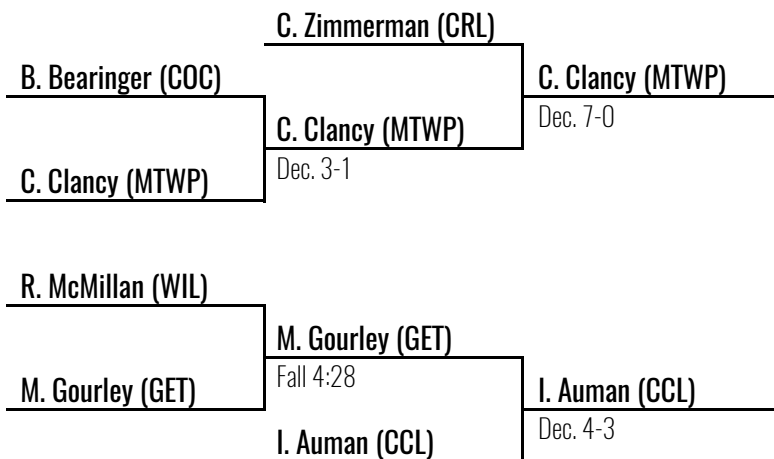 C. Zimmerman (CRL)
B. Bearinger (COC)
C. Clancy (MTWP)
Dec. 7-0
C. Clancy (MTWP)
Dec. 3-1
C. Clancy (MTWP)
R. McMillan (WIL)
M. Gourley (GET)
Fall 4:28
M. Gourley (GET)
I. Auman (CCL)
Dec. 4-3
I. Auman (CCL)